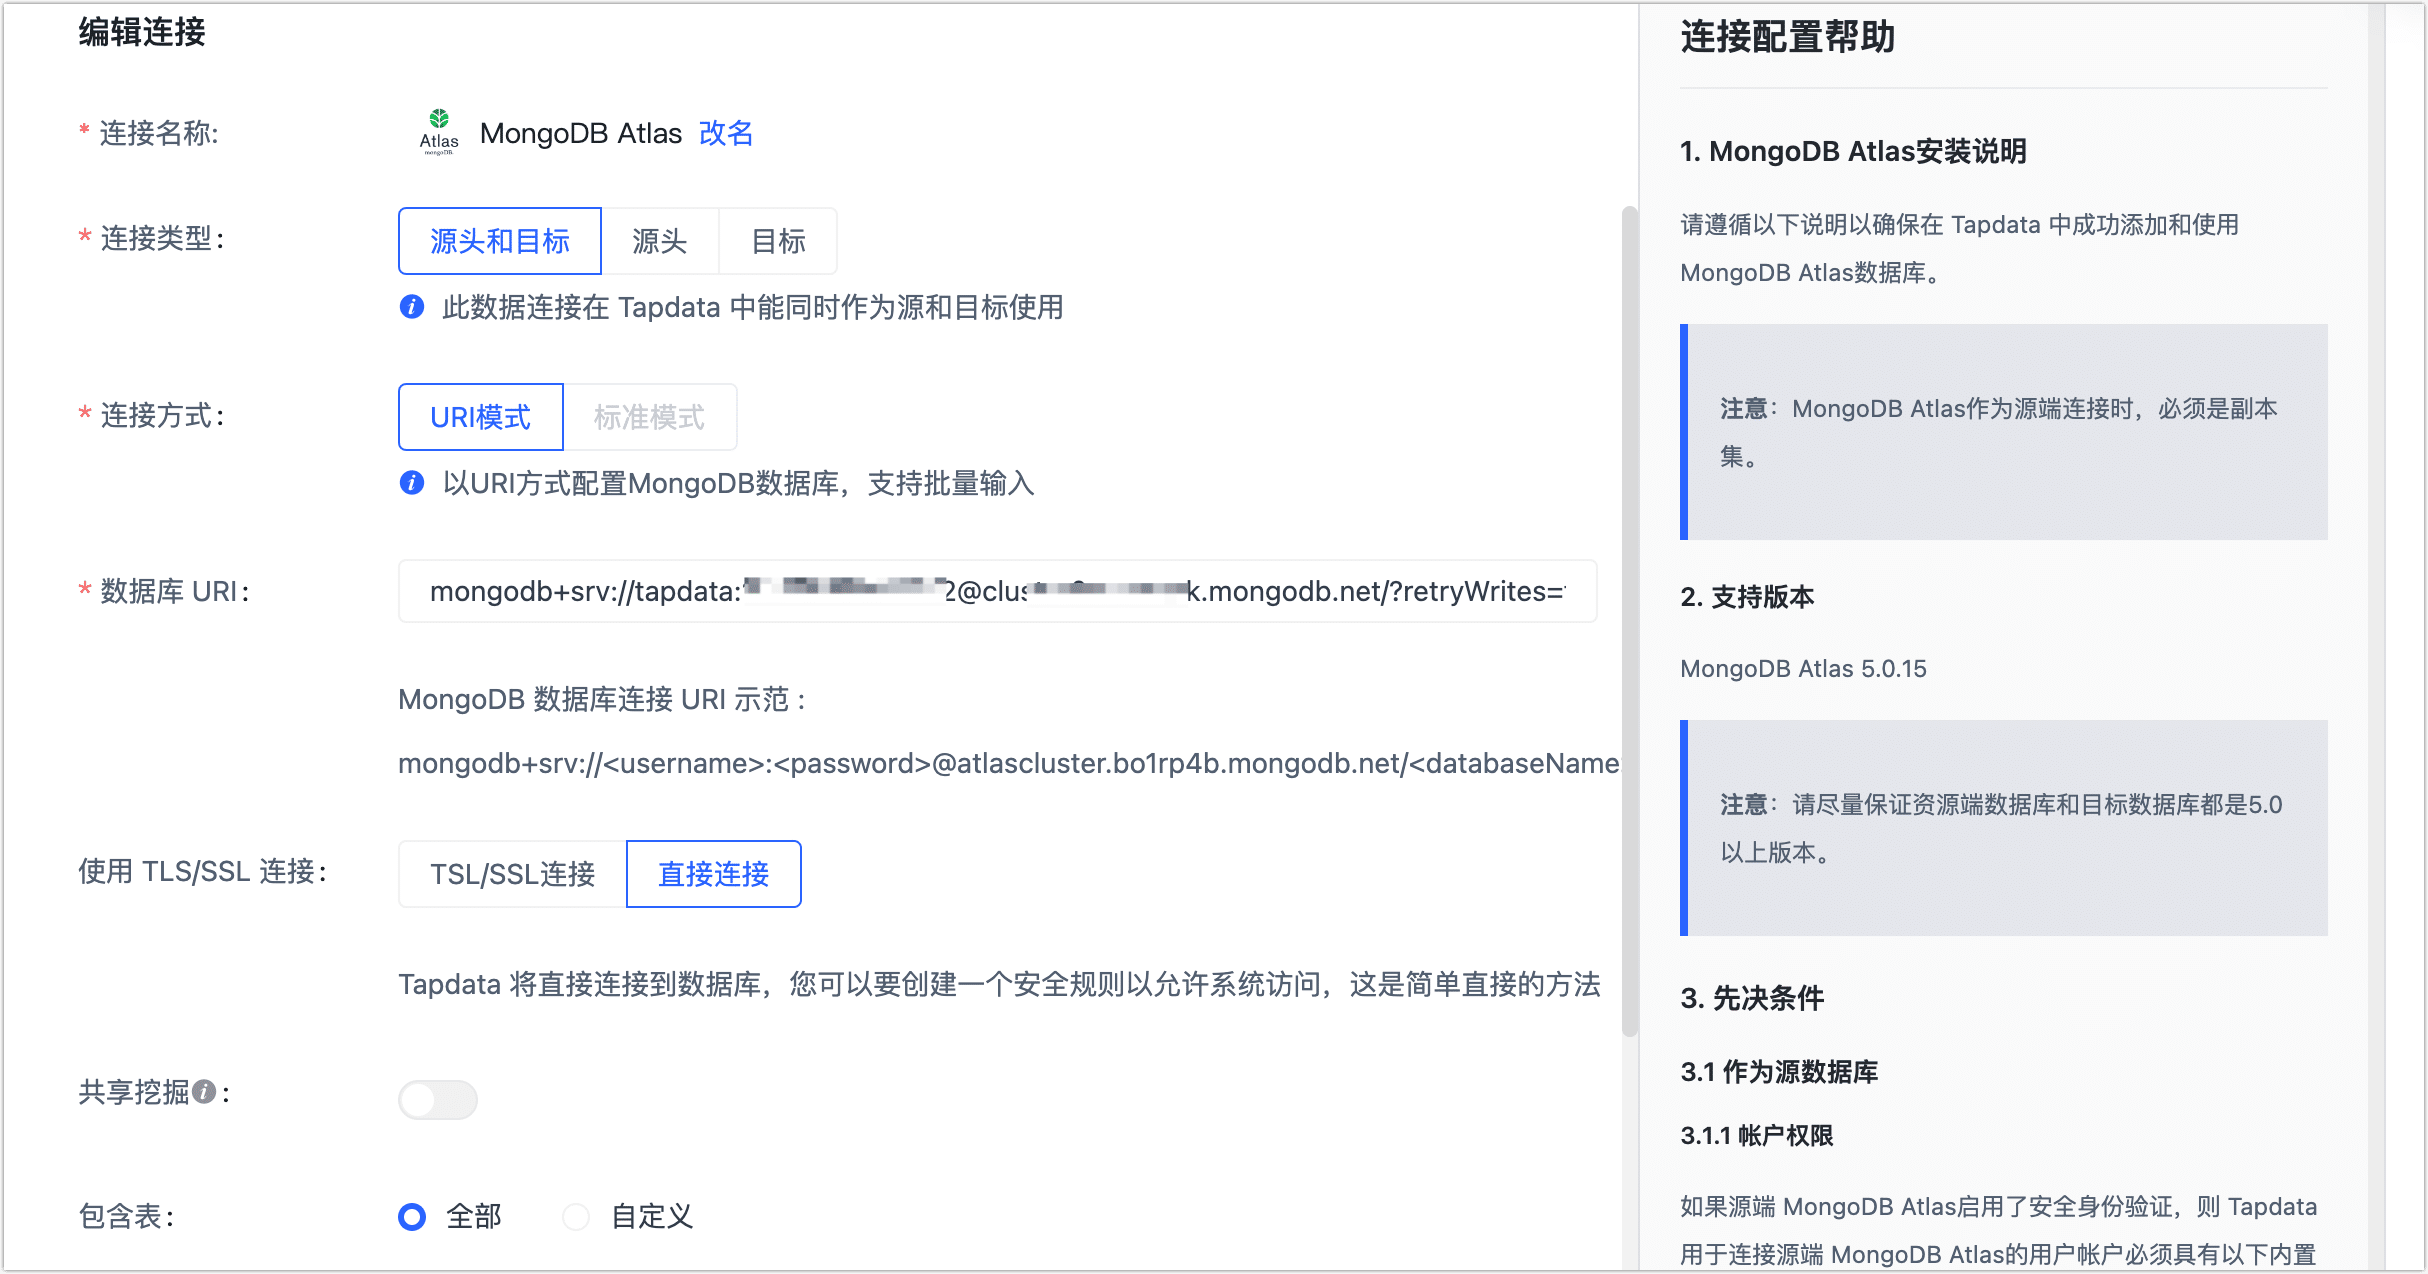 编辑连接
* 连接名称:
Atlas
mongoDB.
MongoDB Atlas 改名
* 连接类型:
源头和目标 源头 目标
此数据连接在 Tapdata 中能同时作为源和目标使用
* 连接方式:
URI模式 标准模式
以URI方式配置MongoDB数据库，支持批量输入
* 数据库 URI:
mongodb+srv://tapdata: 2@clus k.mongodb.net/?retryWrites=
MongoDB 数据库连接 URI 示范 :
mongodb+srv://<username>:<password>@atlascluster.bo1rp4b.mongodb.net/<databaseName
使用 TLS/SSL 连接:
TSL/SSL连接 直接连接
Tapdata 将直接连接到数据库，您可以要创建一个安全规则以允许系统访问，这是简单直接的方法
共享挖掘 :
包含表:
全部 自定义
连接配置帮助
1. MongoDB Atlas安装说明
请遵循以下说明以确保在 Tapdata 中成功添加和使用
MongoDB Atlas数据库。
注意：MongoDB Atlas作为源端连接时，必须是副本
集。
2. 支持版本
MongoDB Atlas 5.0.15
注意：请尽量保证资源端数据库和目标数据库都是5.0
以上版本。
3. 先决条件
3.1 作为源数据库
3.1.1 帐户权限
如果源端 MongoDB Atlas启用了安全身份验证，则 Tapdata
用于连接源端 MongoDB Atlas的用户帐户必须具有以下内置